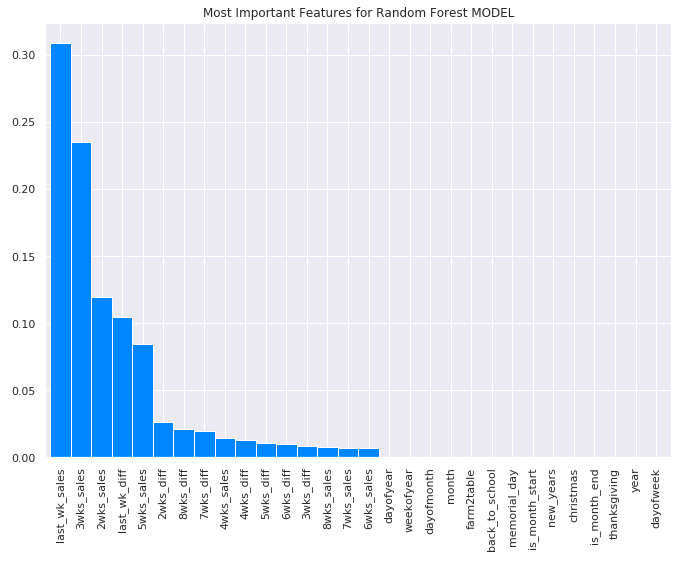 Most Important Features for Random Forest MODEL
0.30
0.25
0.20
0.15
0.10
0.05
0.00
last_wk_sales
3wks_sales
2wks_sales
last_wk_diff
5wks_sales
2wks_diff
8wks_diff
7wks_diff
4wks_sales
4wks_diff
5wks_diff
6wks_diff
3wks_diff
8wks_sales
7wks_sales
6wks_sales
dayofyear
weekofyear
dayofmonth
month
farm2table
back_to_school
memorial_day
is_month_start
new_years
christmas
is_month_end
thanksgiving
year
dayofweek